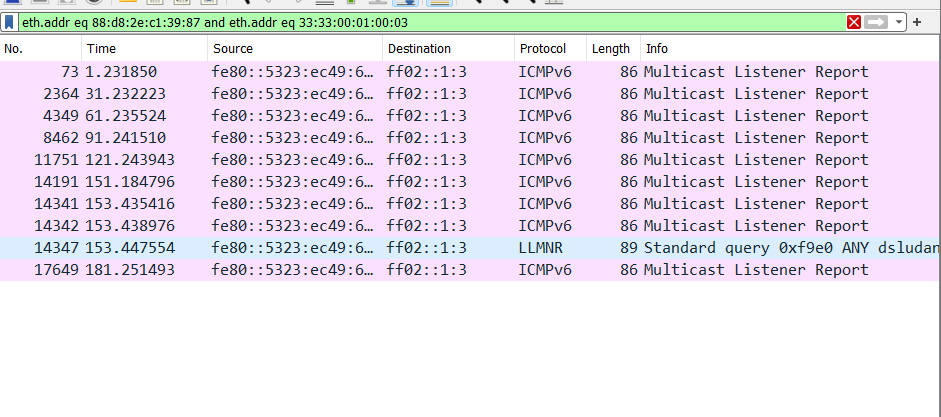 eth.addr eq 88:d8:2e:c1:39:87 and eth.addr eq 33:33:00:01:00:03
No. Time Source Destination Protocol Length Info
73 1.231850 fe80::5323:ec49:6… ff02::1:3 ICMPv6 86 Multicast Listener Report
2364 31.232223 fe80::5323:ec49:6… ff02::1:3 ICMPv6 86 Multicast Listener Report
4349 61.235524 fe80::5323:ec49:6… ff02::1:3 ICMPv6 86 Multicast Listener Report
8462 91.241510 fe80::5323:ec49:6… ff02::1:3 ICMPv6 86 Multicast Listener Report
11751 121.243943 fe80::5323:ec49:6… ff02::1:3 ICMPv6 86 Multicast Listener Report
14191 151.184796 fe80::5323:ec49:6… ff02::1:3 ICMPv6 86 Multicast Listener Report
14341 153.435416 fe80::5323:ec49:6… ff02::1:3 ICMPv6 86 Multicast Listener Report
14342 153.438976 fe80::5323:ec49:6… ff02::1:3 ICMPv6 86 Multicast Listener Report
14347 153.447554 fe80::5323:ec49:6… ff02::1:3 LLMNR 89 Standard query 0xf9e0 ANY dsludan
17649 181.251493 fe80::5323:ec49:6… ff02::1:3 ICMPv6 86 Multicast Listener Report